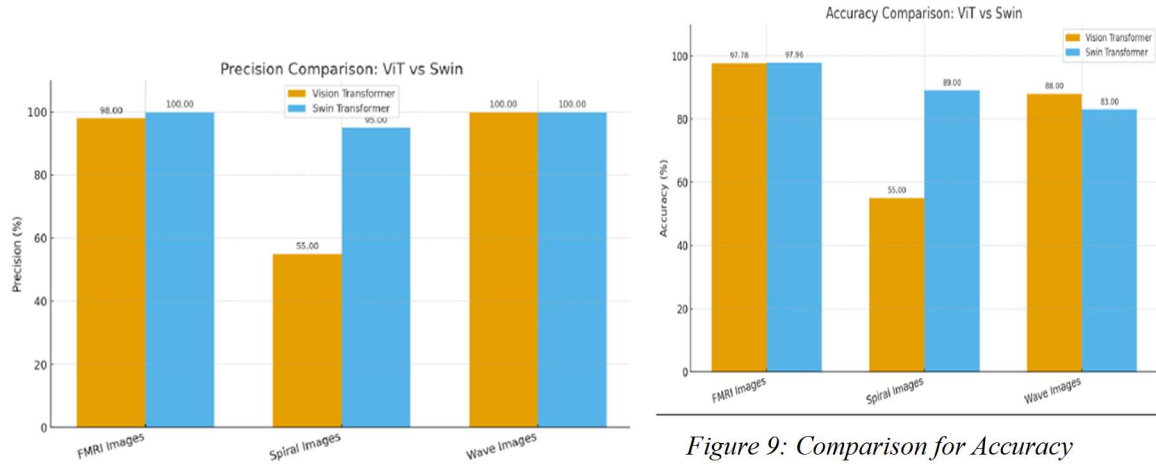 Precision Comparison: ViT vs Swin
Vision Transformer
Swin Transformer
Precision (%)
100
80
60
40
20
0
98.00
100.00
55.00
95.00
100.00
100.00
FMRI Images
Spiral Images
Wave Images
Accuracy Comparison: ViT vs Swin
Vision Transformer
Swin Transformer
Accuracy (%)
100
80
60
40
20
0
97.78
97.96
55.00
89.00
88.00
83.00
FMRI Images
Spiral Images
Wave Images
Figure 9: Comparison for Accuracy